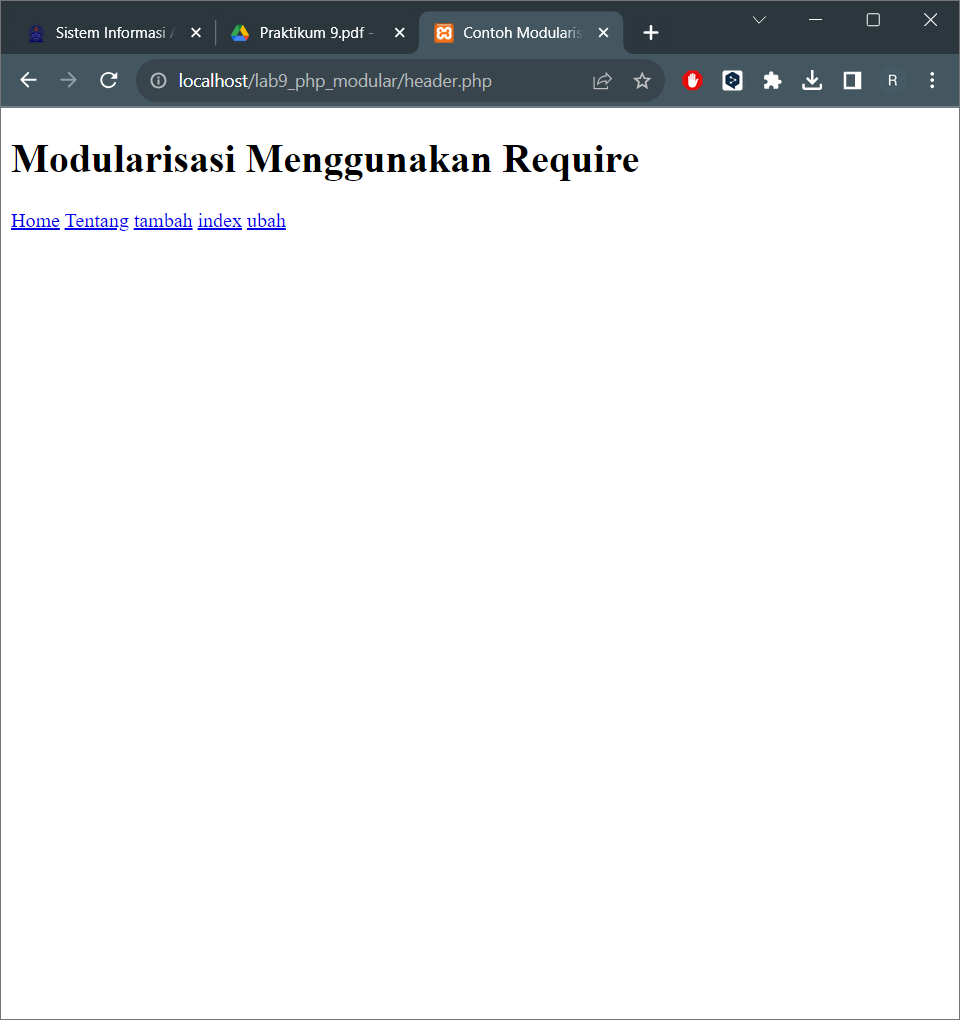 Sistem Informasi
Praktikum 9.pdf -
Contoh Modularis
localhost/lab9_php_modular/header.php
R
Modularisasi Menggunakan Require
Home Tentang tambah index ubah